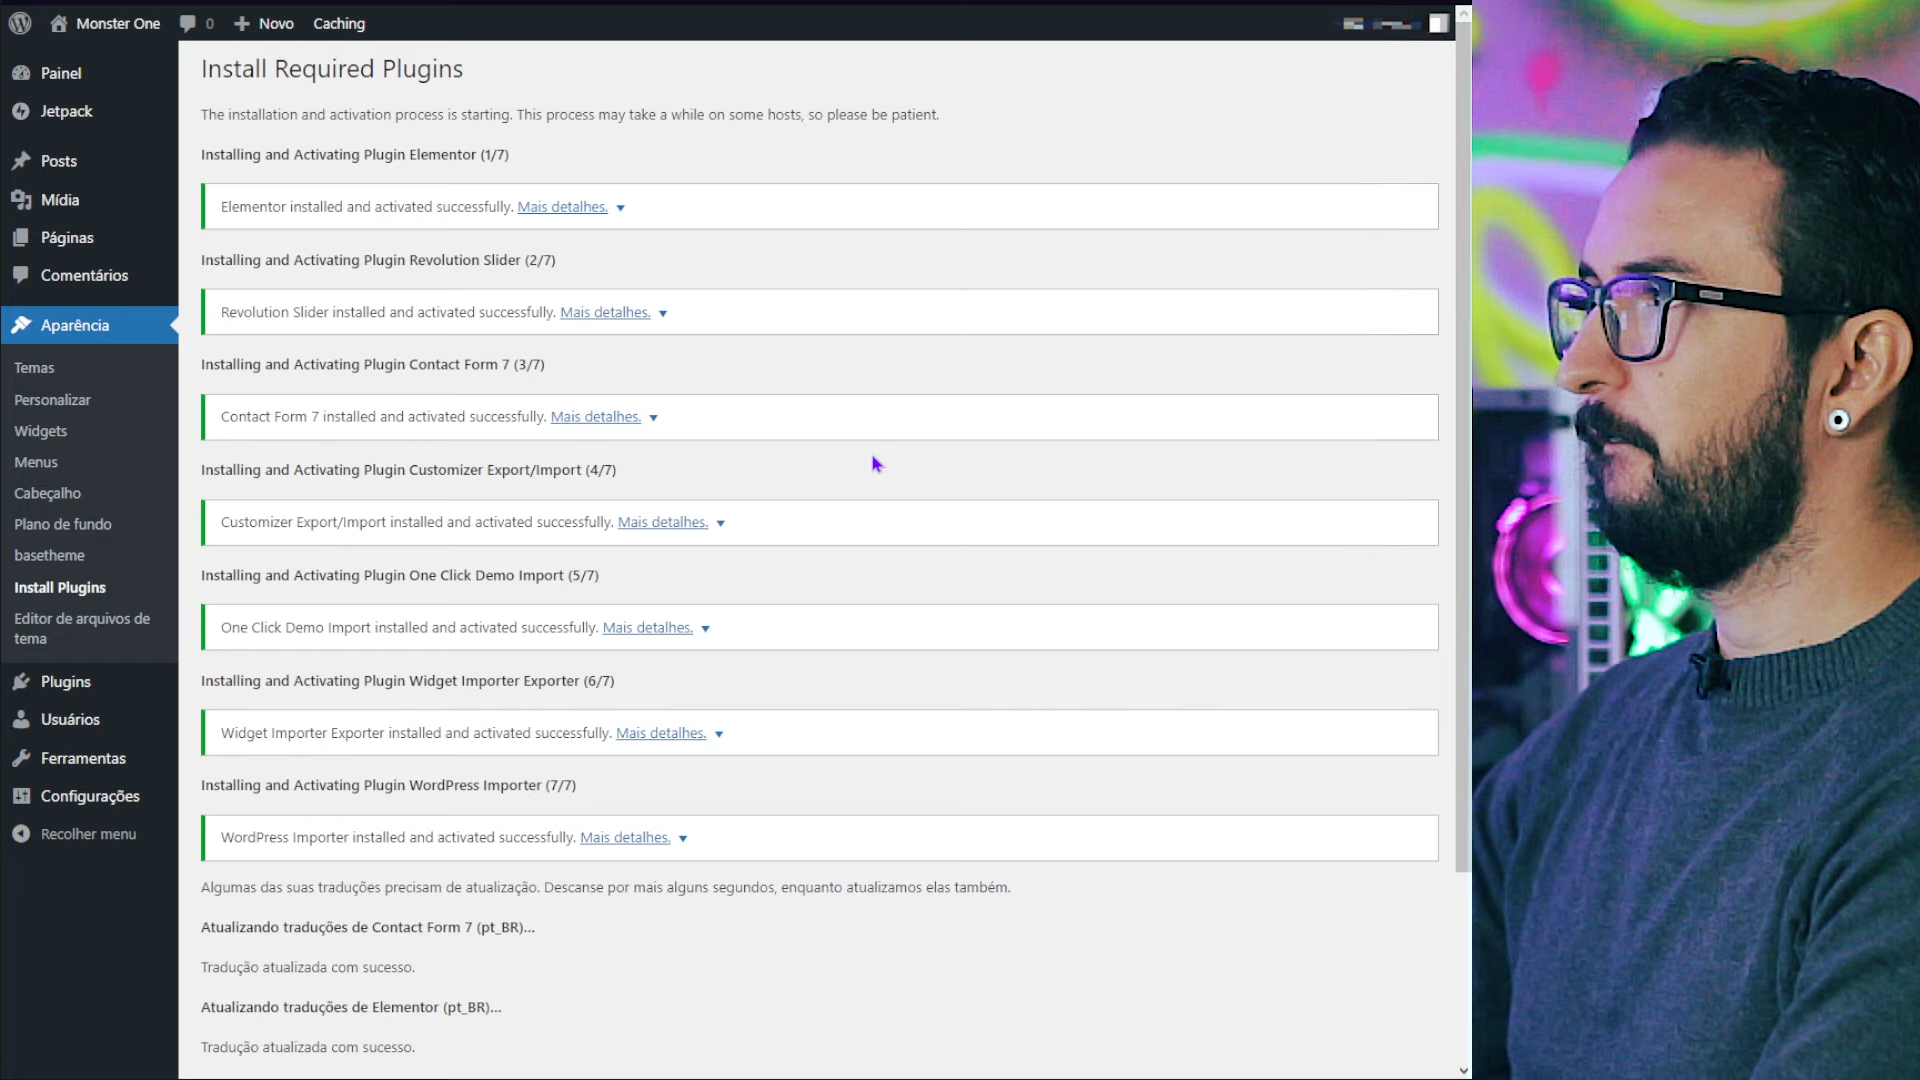 Monster One
0
Novo
Caching
Painel
Jetpack
Posts
Mídia
Páginas
Comentários
Aparência
Temas
Personalizar
Widgets
Menus
Cabeçalho
Plano de fundo
basetheme
Install Plugins
Editor de arquivos de
tema
Plugins
Usuários
Ferramentas
Configurações
Recolher menu
Install Required Plugins
The installation and activation process is starting. This process may take a while on some hosts, so please be patient.
Installing and Activating Plugin Elementor (1/7)
Elementor installed and activated successfully. Mais detalhes.
Installing and Activating Plugin Revolution Slider (2/7)
Revolution Slider installed and activated successfully. Mais detalhes.
Installing and Activating Plugin Contact Form 7 (3/7)
Contact Form 7 installed and activated successfully. Mais detalhes.
Installing and Activating Plugin Customizer Export/Import (4/7)
Customizer Export/Import installed and activated successfully. Mais detalhes.
Installing and Activating Plugin One Click Demo Import (5/7)
One Click Demo Import installed and activated successfully. Mais detalhes.
Installing and Activating Plugin Widget Importer Exporter (6/7)
Widget Importer Exporter installed and activated successfully. Mais detalhes.
Installing and Activating Plugin WordPress Importer (7/7)
WordPress Importer installed and activated successfully. Mais detalhes.
Algumas das suas traduções precisam de atualização. Descanse por mais alguns segundos, enquanto atualizamos elas também.
Atualizando traduções de Contact Form 7 (pt_BR)...
Tradução atualizada com sucesso.
Atualizando traduções de Elementor (pt_BR)...
Tradução atualizada com sucesso.